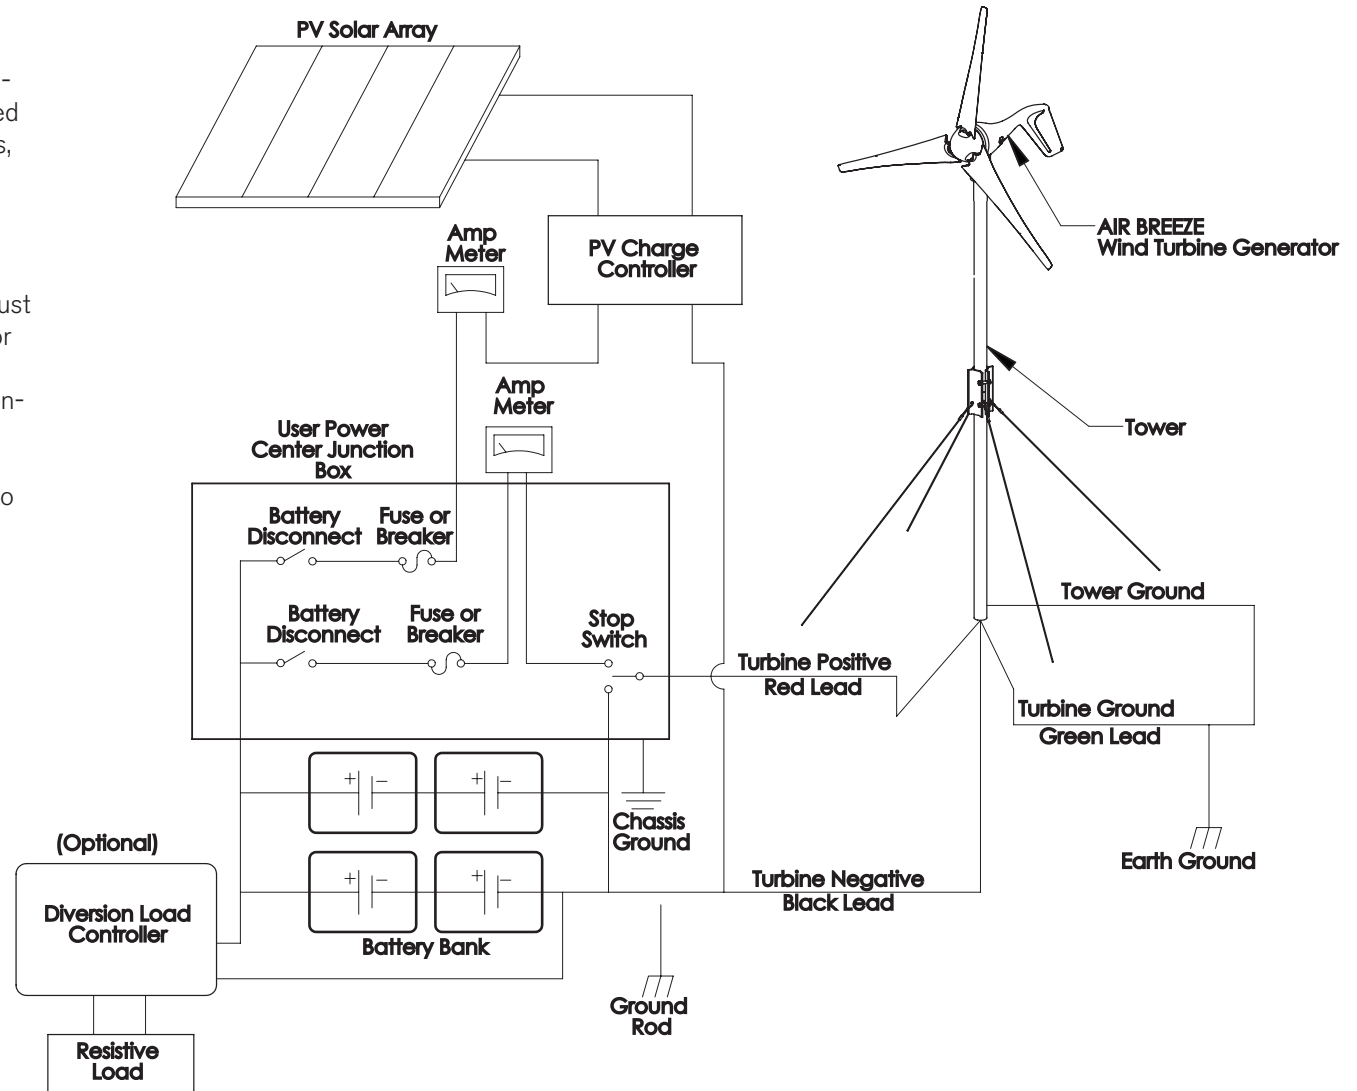 -
ed
s,
ust
or
n-
o
PV Solar Array
Amp
Meter
PV Charge
Controller
AIR BREEZE
Wind Turbine Generator
Amp
Meter
Tower
User Power
Center Junction
Box
Battery
Disconnect
Fuse or
Breaker
Battery
Disconnect
Fuse or
Breaker
Stop
Switch
Tower Ground
Turbine Positive
Red Lead
Turbine Ground
Green Lead
+ −
+ −
Chassis
Ground
Earth Ground
(Optional)
Diversion Load
Controller
+ −
+ −
Battery Bank
Turbine Negative
Black Lead
Ground
Rod
Resistive
Load